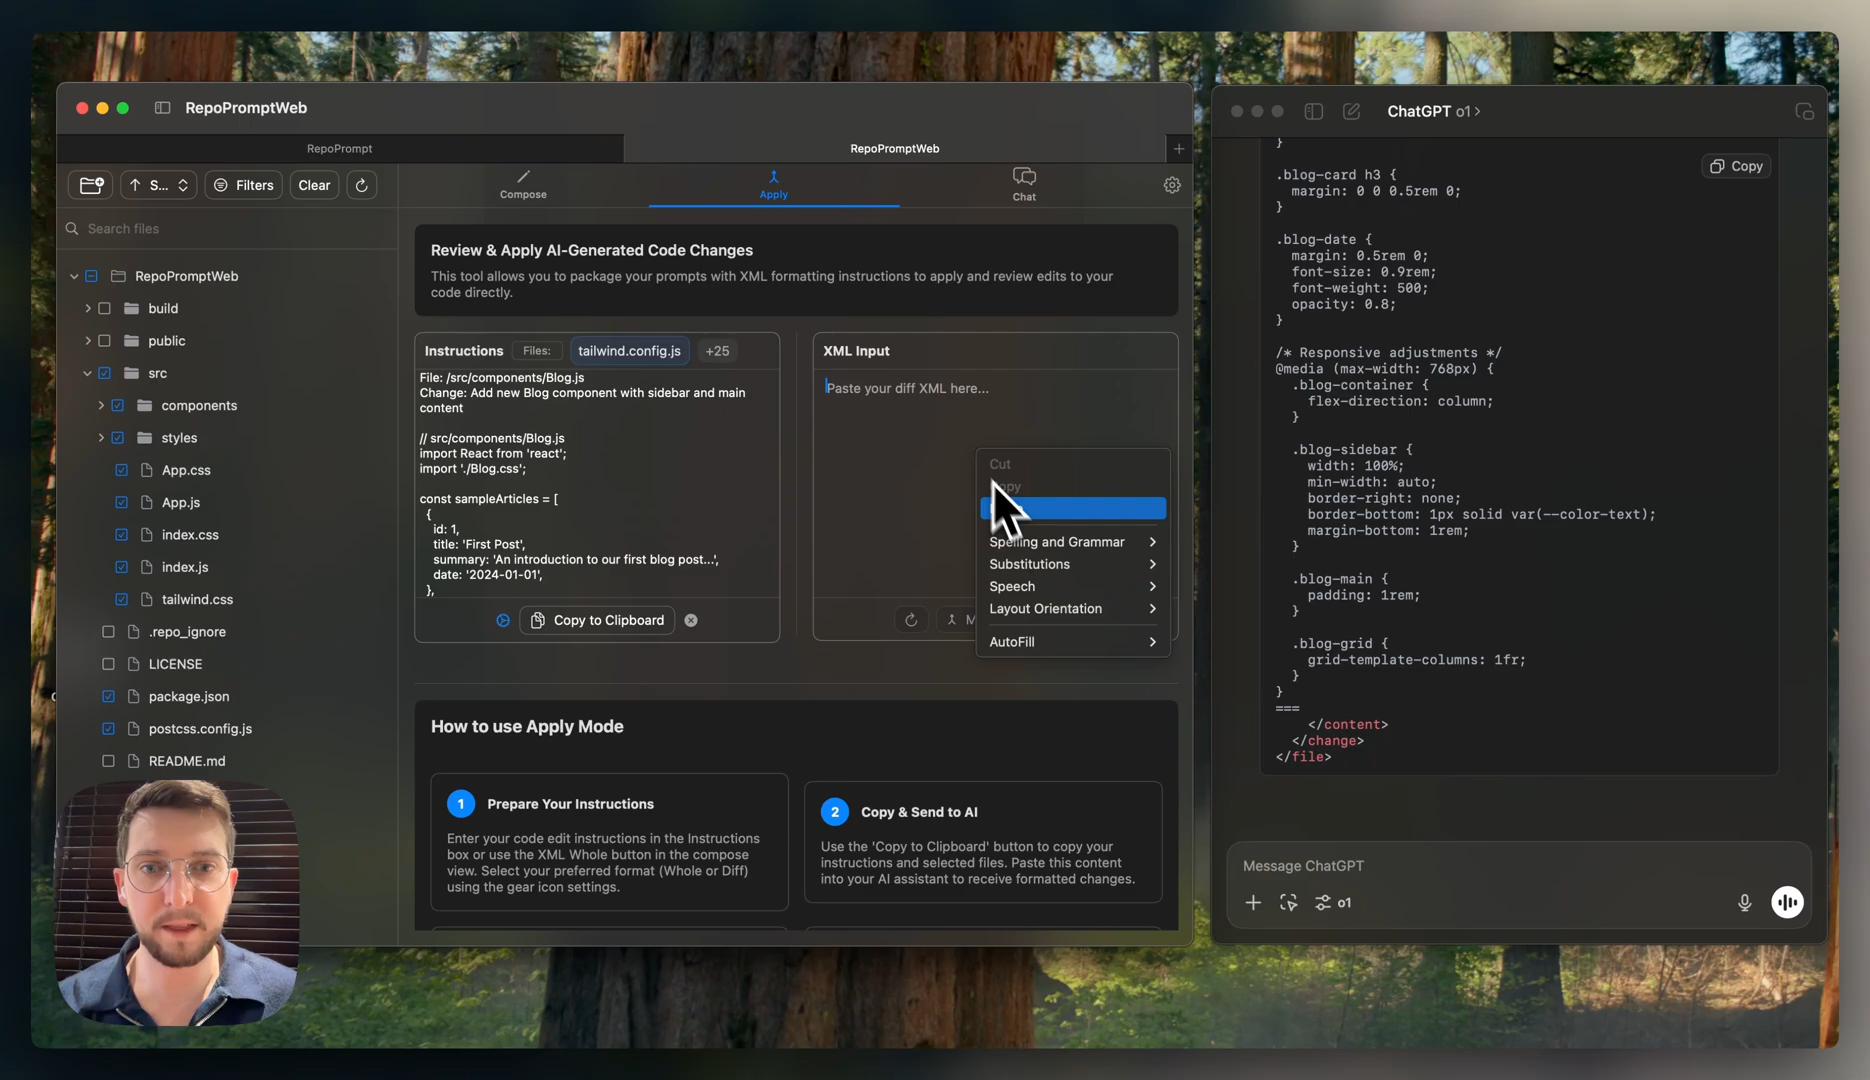 RepoPromptWeb
RepoPrompt
RepoPromptWeb
S...
Filters
Clear
Compose
Apply
Chat
Search files
RepoPromptWeb
build
public
src
components
styles
App.css
App.js
index.css
index.js
tailwind.css
.repo_ignore
LICENSE
package.json
postcss.config.js
README.md
Review & Apply AI-Generated Code Changes
This tool allows you to package your prompts with XML formatting instructions to apply and review edits to your
code directly.
Instructions
Files:
tailwind.config.js
+25
File: /src/components/Blog.js
Change: Add new Blog component with sidebar and main
content
// src/components/Blog.js
import React from 'react';
import './Blog.css';
const sampleArticles = [
{
id: 1,
title: 'First Post',
summary: 'An introduction to our first blog post...',
date: '2024-01-01',
},
Copy to Clipboard
XML Input
Paste your diff XML here...
M
Cut
Spelling and Grammar
Substitutions
Speech
Layout Orientation
AutoFill
How to use Apply Mode
1 Prepare Your Instructions
Enter your code edit instructions in the Instructions
box or use the XML Whole button in the compose
view. Select your preferred format (Whole or Diff)
using the gear icon settings.
2 Copy & Send to AI
Use the 'Copy to Clipboard' button to copy your
instructions and selected files. Paste this content
into your AI assistant to receive formatted changes.
ChatGPT o1 >
Copy
}
.blog-card h3 {
margin: 0 0 0.5rem 0;
}
.blog-date {
margin: 0.5rem 0;
font-size: 0.9rem;
font-weight: 500;
opacity: 0.8;
}
/* Responsive adjustments */
@media (max-width: 768px) {
.blog-container {
flex-direction: column;
}
.blog-sidebar {
width: 100%;
min-width: auto;
border-right: none;
border-bottom: 1px solid var(--color-text);
margin-bottom: 1rem;
}
.blog-main {
padding: 1rem;
}
.blog-grid {
grid-template-columns: 1fr;
}
}
===
</content>
</change>
</file>
Message ChatGPT
o1